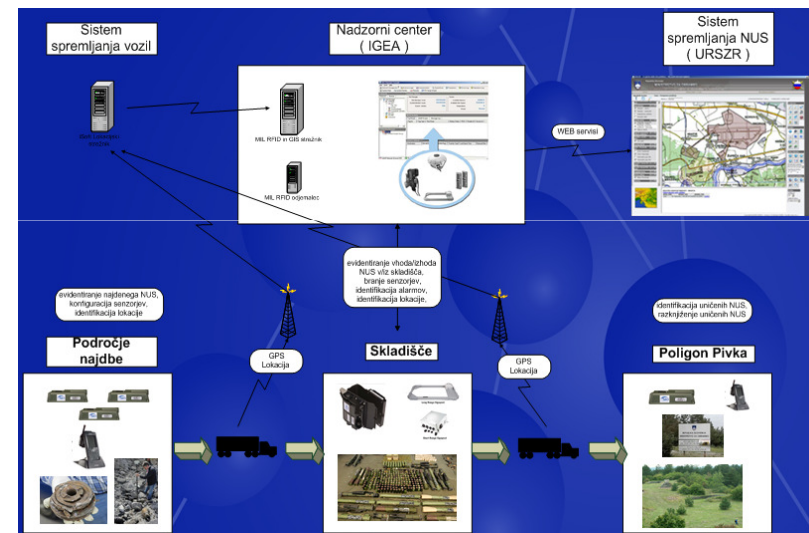 Sistem
spremljanja vozil
Nadzorni center
( IGEA )
Sistem
spremljanja NUS
( URSZR )
MIL RFID in GIS strežnik
MIL RFID odjemalec
strežnik
WEB servisi
evidentiranje vhoda/izhoda
NUS v/iz skladišča,
branje senzorjev,
identifikacija alarmov,
identifikacija lokacije,
evidentiranje najdenega NUS,
konfiguracija senzorjev,
identifikacija lokacije
identifikacija uničenih NUS,
razknjiženje uničenih NUS
Področje
najdbe
GPS
Lokacija
Skladišče
GPS
Lokacija
Poligon Pivka